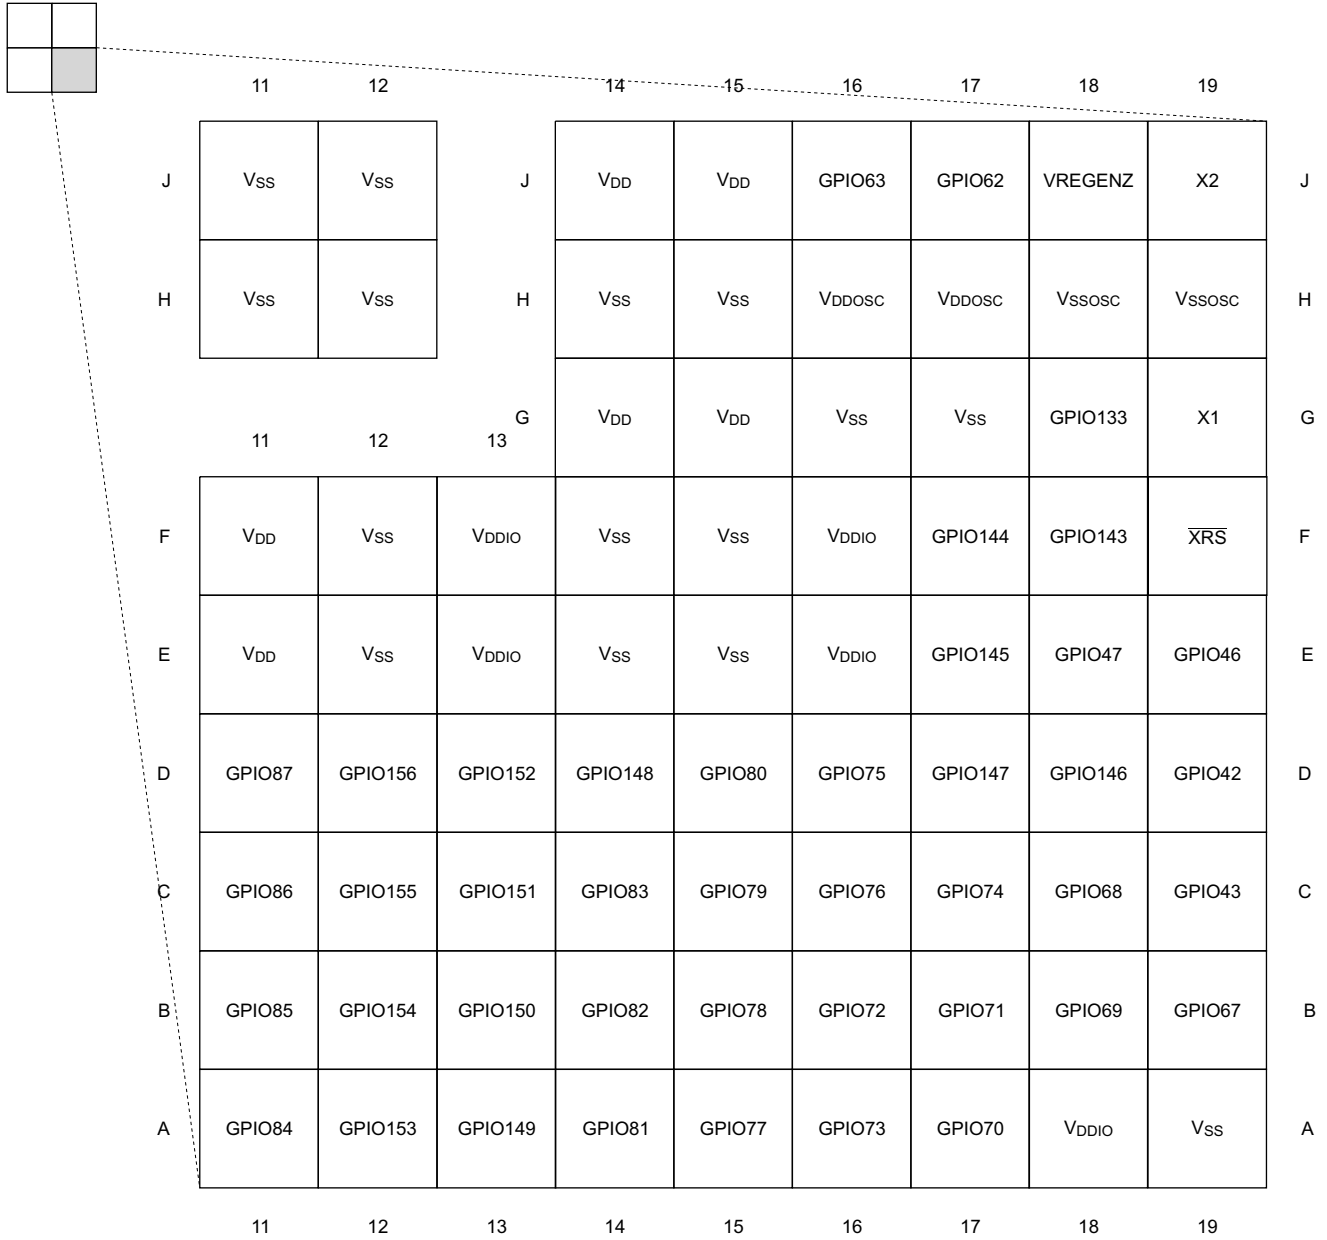 11 12 14 15 16 17 18 19
J VSS VSS J VDD VDD GPIO63 GPIO62 VREGENZ X2 J
H VSS VSS H VSS VSS VDDOSC VDDOSC VSSOSC VSSOSC H
G VDD VDD VSS VSS GPIO133 X1 G
11 12 13
F VDD VSS VDDIO VSS VSS VDDIO GPIO144 GPIO143 XRS F
E VDD VSS VDDIO VSS VSS VDDIO GPIO145 GPIO47 GPIO46 E
D GPIO87 GPIO156 GPIO152 GPIO148 GPIO80 GPIO75 GPIO147 GPIO146 GPIO42 D
C GPIO86 GPIO155 GPIO151 GPIO83 GPIO79 GPIO76 GPIO74 GPIO68 GPIO43 C
B GPIO85 GPIO154 GPIO150 GPIO82 GPIO78 GPIO72 GPIO71 GPIO69 GPIO67 B
A GPIO84 GPIO153 GPIO149 GPIO81 GPIO77 GPIO73 GPIO70 VDDIO VSS A
11 12 13 14 15 16 17 18 19